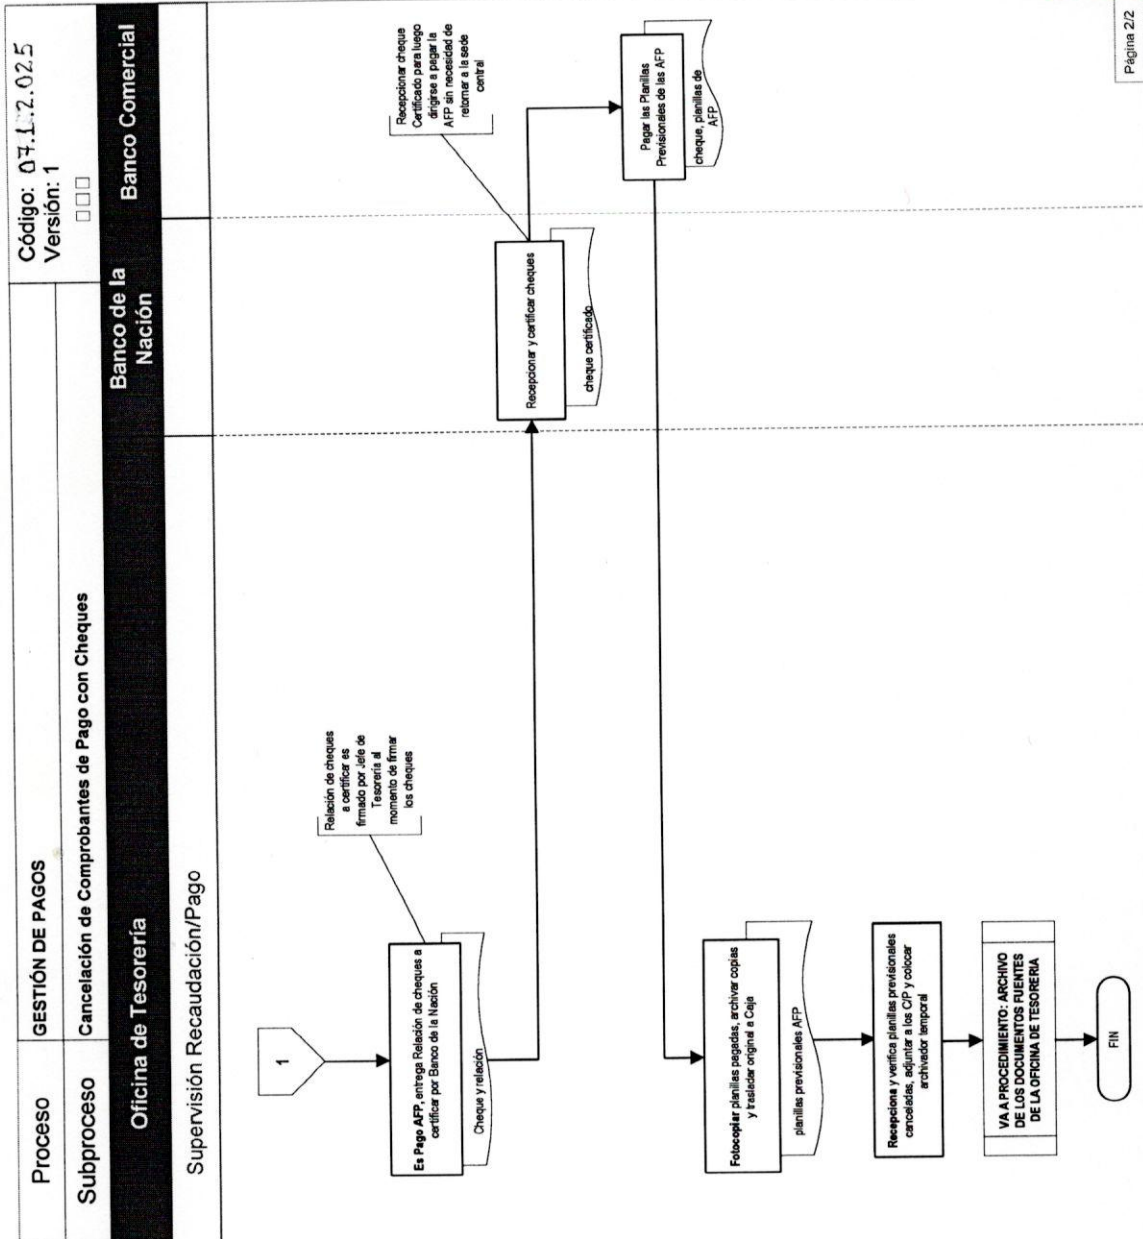 Proceso
GESTIÓN DE PAGOS
Código: 07.12.025
Versión: 1
Subproceso
Cancelación de Comprobantes de Pago con Cheques
Oficina de Tesorería
Banco de la
Nación
Banco Comercial
Supervisión Recaudación/Pago
1
Relación de cheques
a certificar es
firmado por Jefe de
Tesorería al
momento de firmar
los cheques
Es Pago AFP, entrega Relación de cheques a
certificar por Banco de la Nación
Cheque y relación
Recepcionar y certificar cheques
cheque certificado
Recepcionar cheque
Certificado para luego
dirigirse a pagar la
AFP sin necesidad de
retornar a la sede
central
Pagar las Planillas
Previsionales de las AFP
cheque, planillas de
AFP
Fotocopiar planillas pagadas, archivar copias
y trasladar original a Caja
planillas previsionales AFP
Recepciona y verifica planillas previsionales
canceladas, adjuntar a los C/P y colocar
archivador temporal
VA A PROCEDIMIENTO: ARCHIVO
DE LOS DOCUMENTOS FUENTES
DE LA OFICINA DE TESORERIA
FIN
Página 2/2